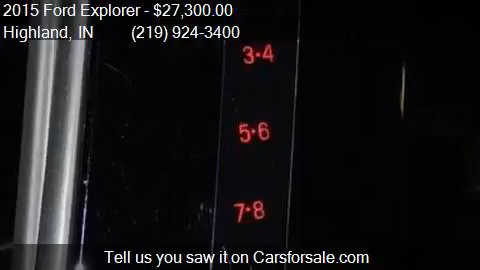 2015 Ford Explorer - $27,300.00
Highland, IN (219) 924-3400
3•4
5•6
7•8
Tell us you saw it on Carsforsale.com